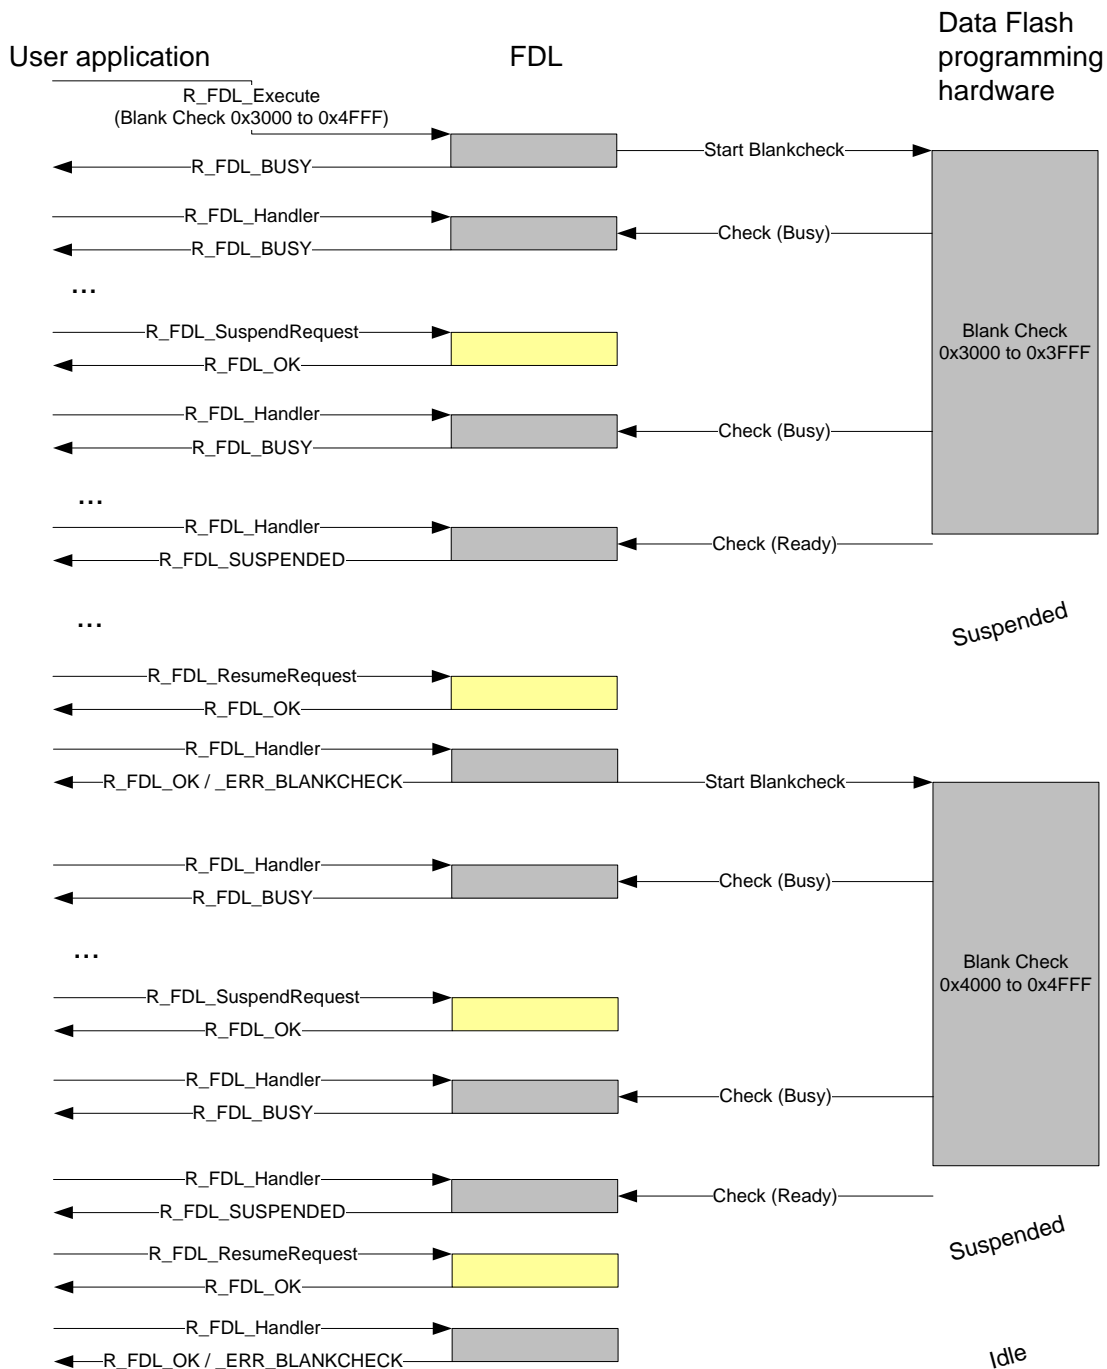 Data Flash
programming
hardware
User application
FDL
R_FDL_Execute
(Blank Check 0x3000 to 0x4FFF)
Start Blankcheck
R_FDL_BUSY
R_FDL_Handler
Check (Busy)
R_FDL_BUSY
...
R_FDL_SuspendRequest
Blank Check
0x3000 to 0x3FFF
R_FDL_OK
R_FDL_Handler
Check (Busy)
R_FDL_BUSY
...
R_FDL_Handler
Check (Ready)
R_FDL_SUSPENDED
Suspended
...
R_FDL_ResumeRequest
R_FDL_OK
R_FDL_Handler
R_FDL_OK / _ERR_BLANKCHECK
Start Blankcheck
R_FDL_Handler
Check (Busy)
R_FDL_BUSY
...
Blank Check
0x4000 to 0x4FFF
R_FDL_SuspendRequest
R_FDL_OK
R_FDL_Handler
Check (Busy)
R_FDL_BUSY
R_FDL_Handler
Check (Ready)
R_FDL_SUSPENDED
Suspended
R_FDL_ResumeRequest
R_FDL_OK
R_FDL_Handler
R_FDL_OK / _ERR_BLANKCHECK
Idle